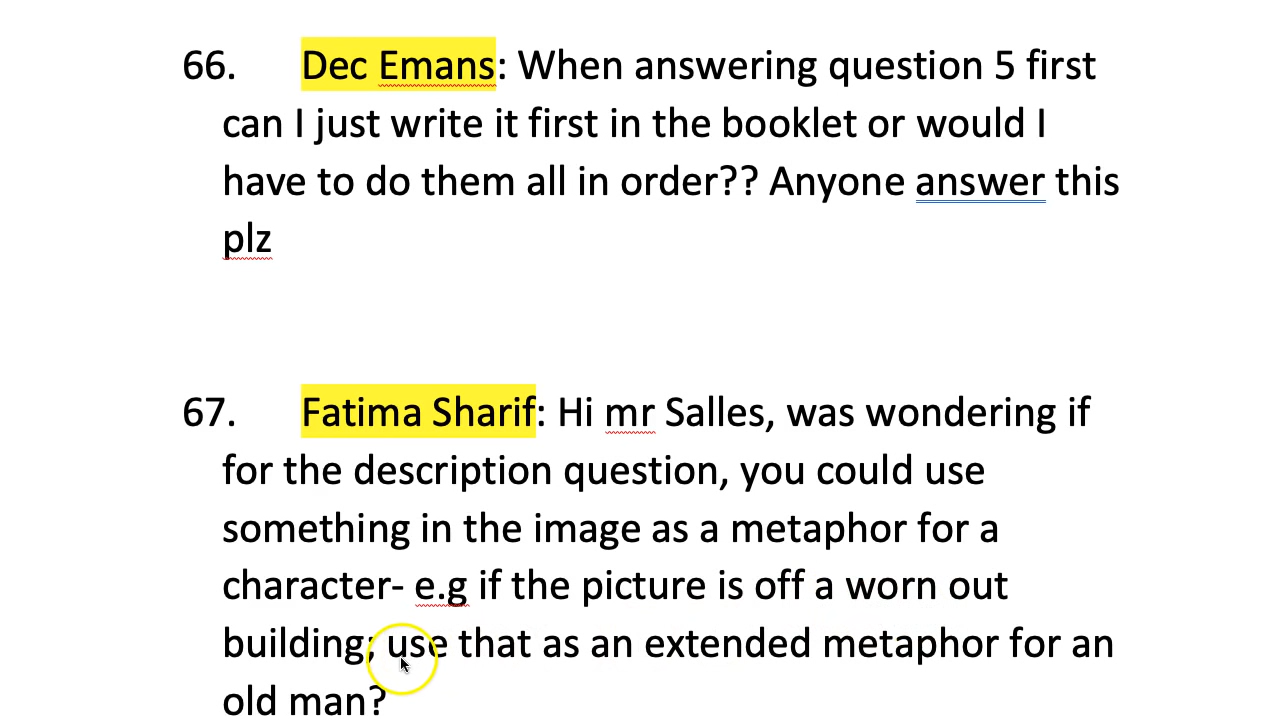 66. Dec Emans: When answering question 5 first
can I just write it first in the booklet or would I
have to do them all in order?? Anyone answer this
plz
67. Fatima Sharif: Hi mr Salles, was wondering if
for the description question, you could use
something in the image as a metaphor for a
character- e.g if the picture is off a worn out
building; use that as an extended metaphor for an
old man?